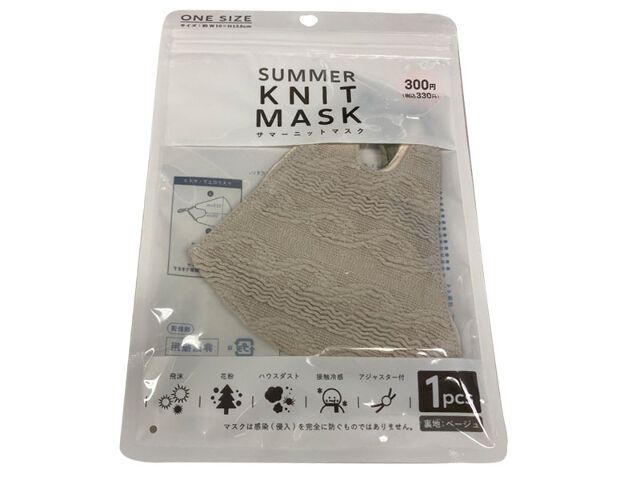 ONE SIZE
SUMMER
KNIT
MASK
サマーニットマスク
300円
(税込330円)
飛沫
花粉
ハウスダスト
接触冷感
アジャスター付
1pcs
裏地:ベージュ
マスクは感染(侵入)を完全に防ぐものではありません。